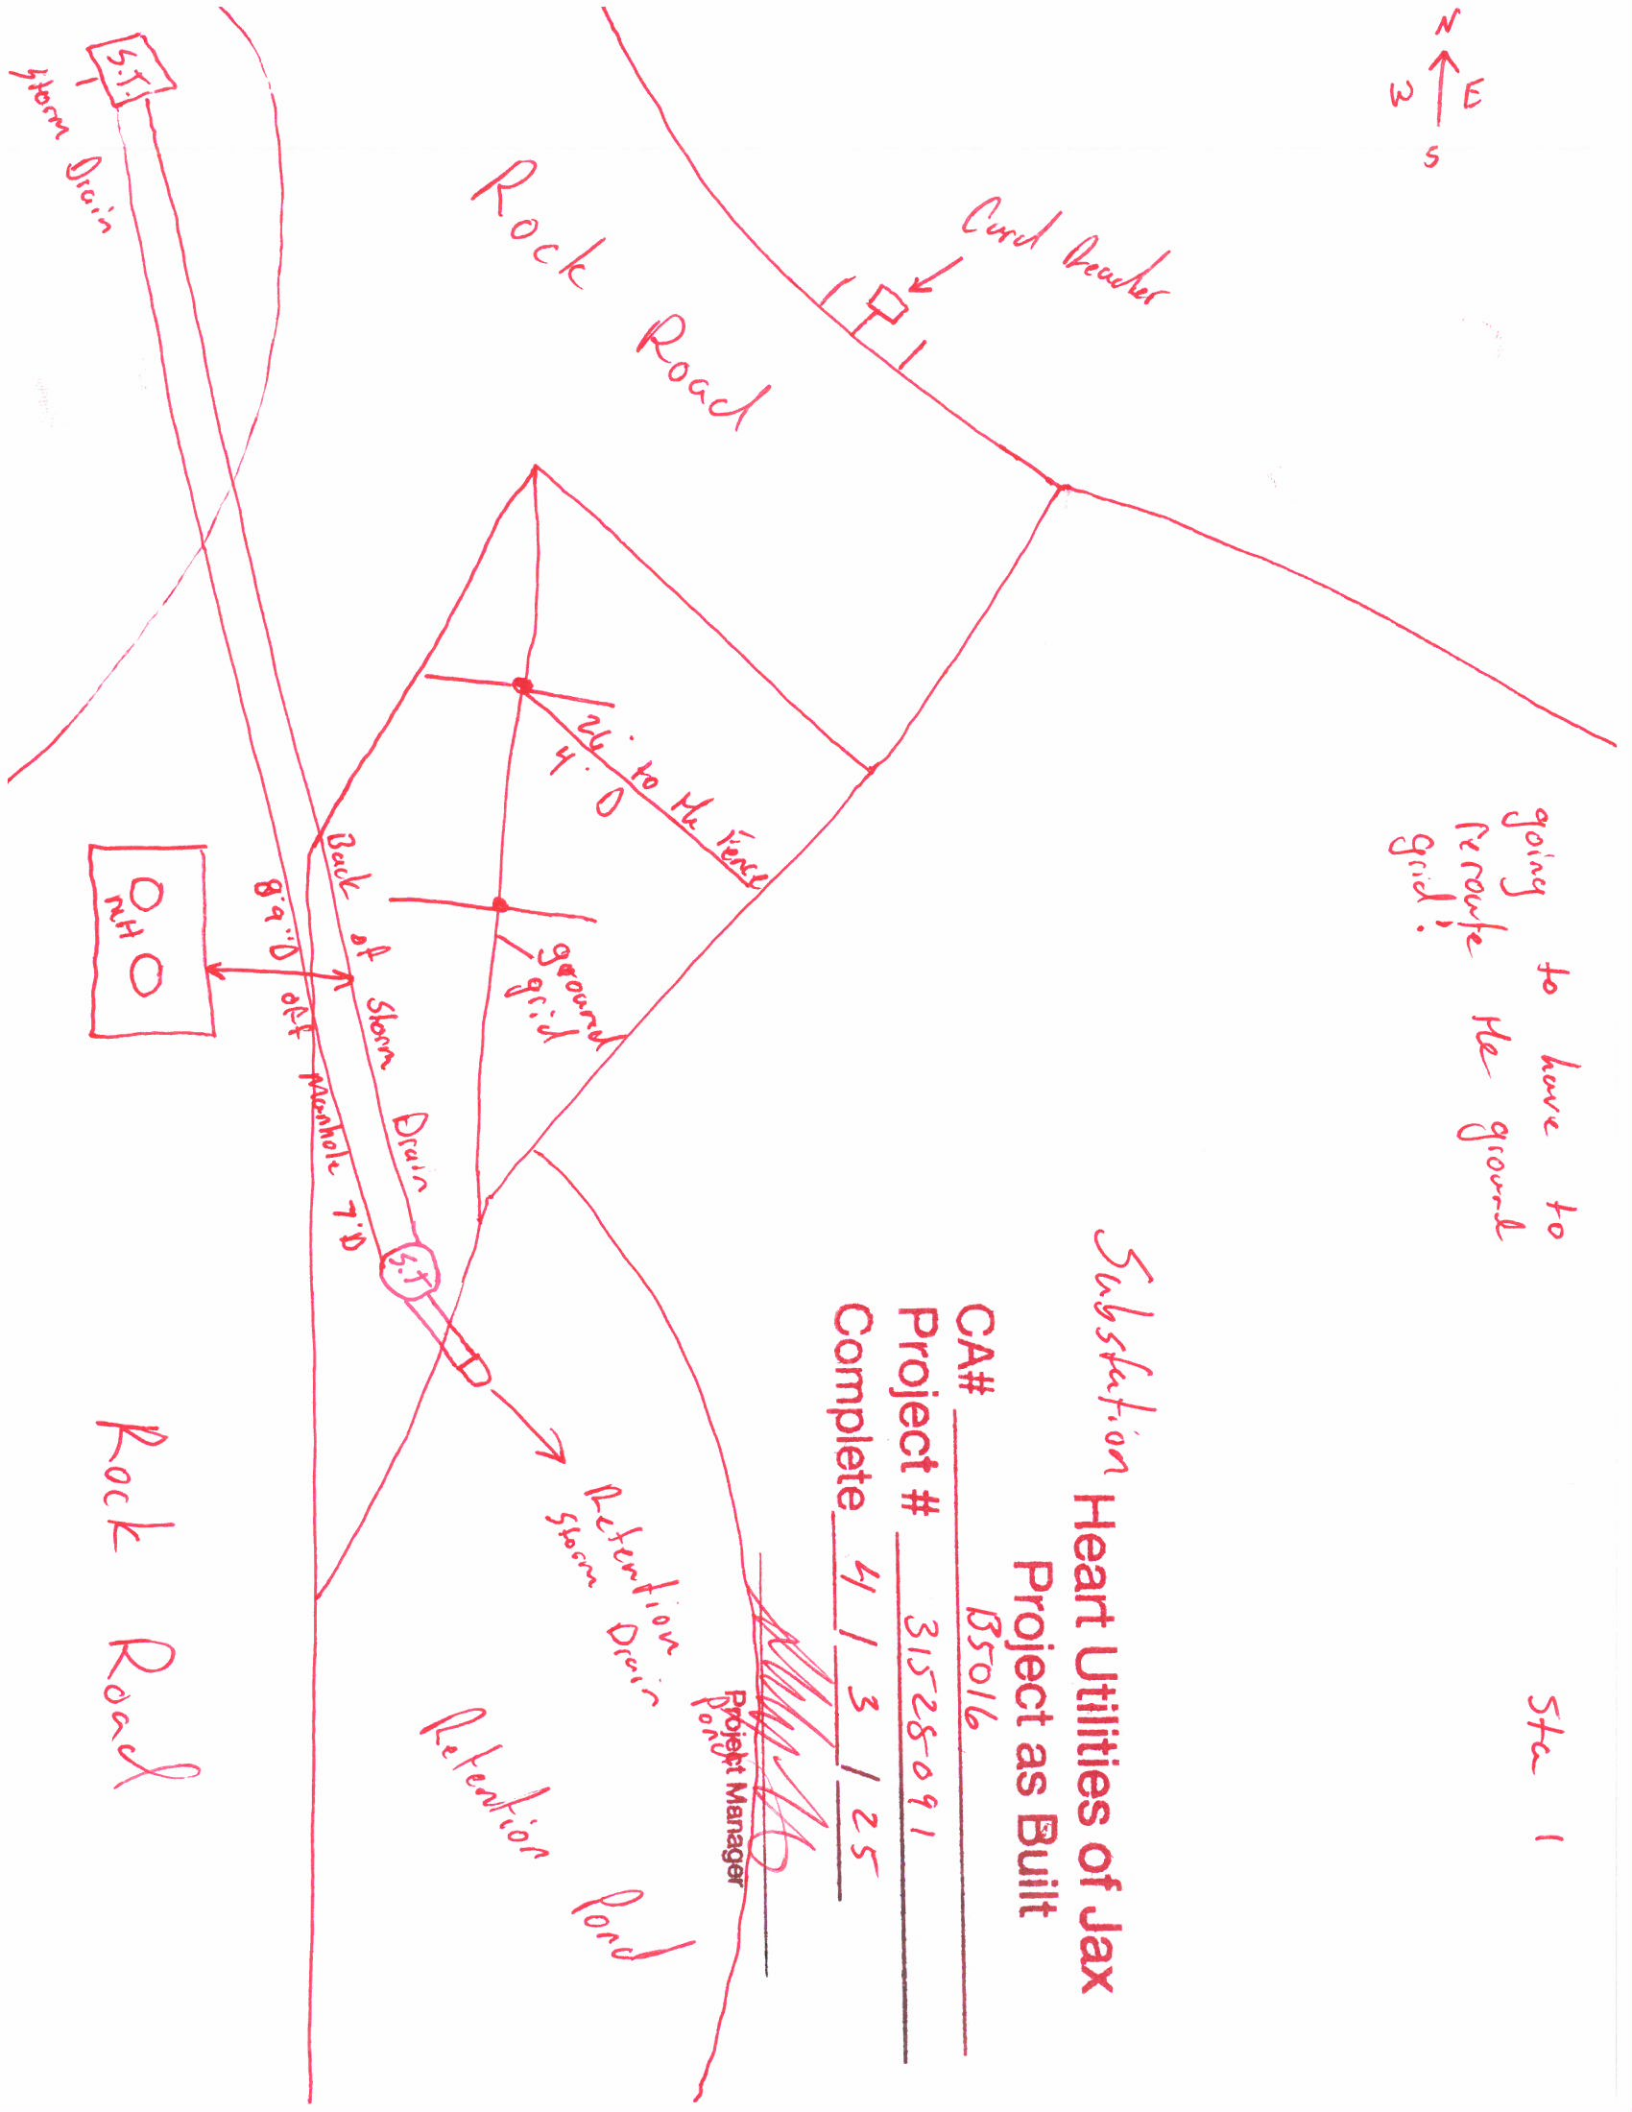 Sta 1
going to have to
reroute the ground
grid!
N
W E
S
Substation
Heart Utilities of Jax
Project as Built
CA# B5016
Project # 31528091
Complete 4/3/25
Project Manager
Card Reader
Rock Road
26' to the Fence
4' D
ground
grid
Back of Storm Drain
8'9" D off Manhole 7' D
MH
S.T.
Storm Drain
S.T
Retention
Storm Drain
Pond
Retention Pond
Rock Road